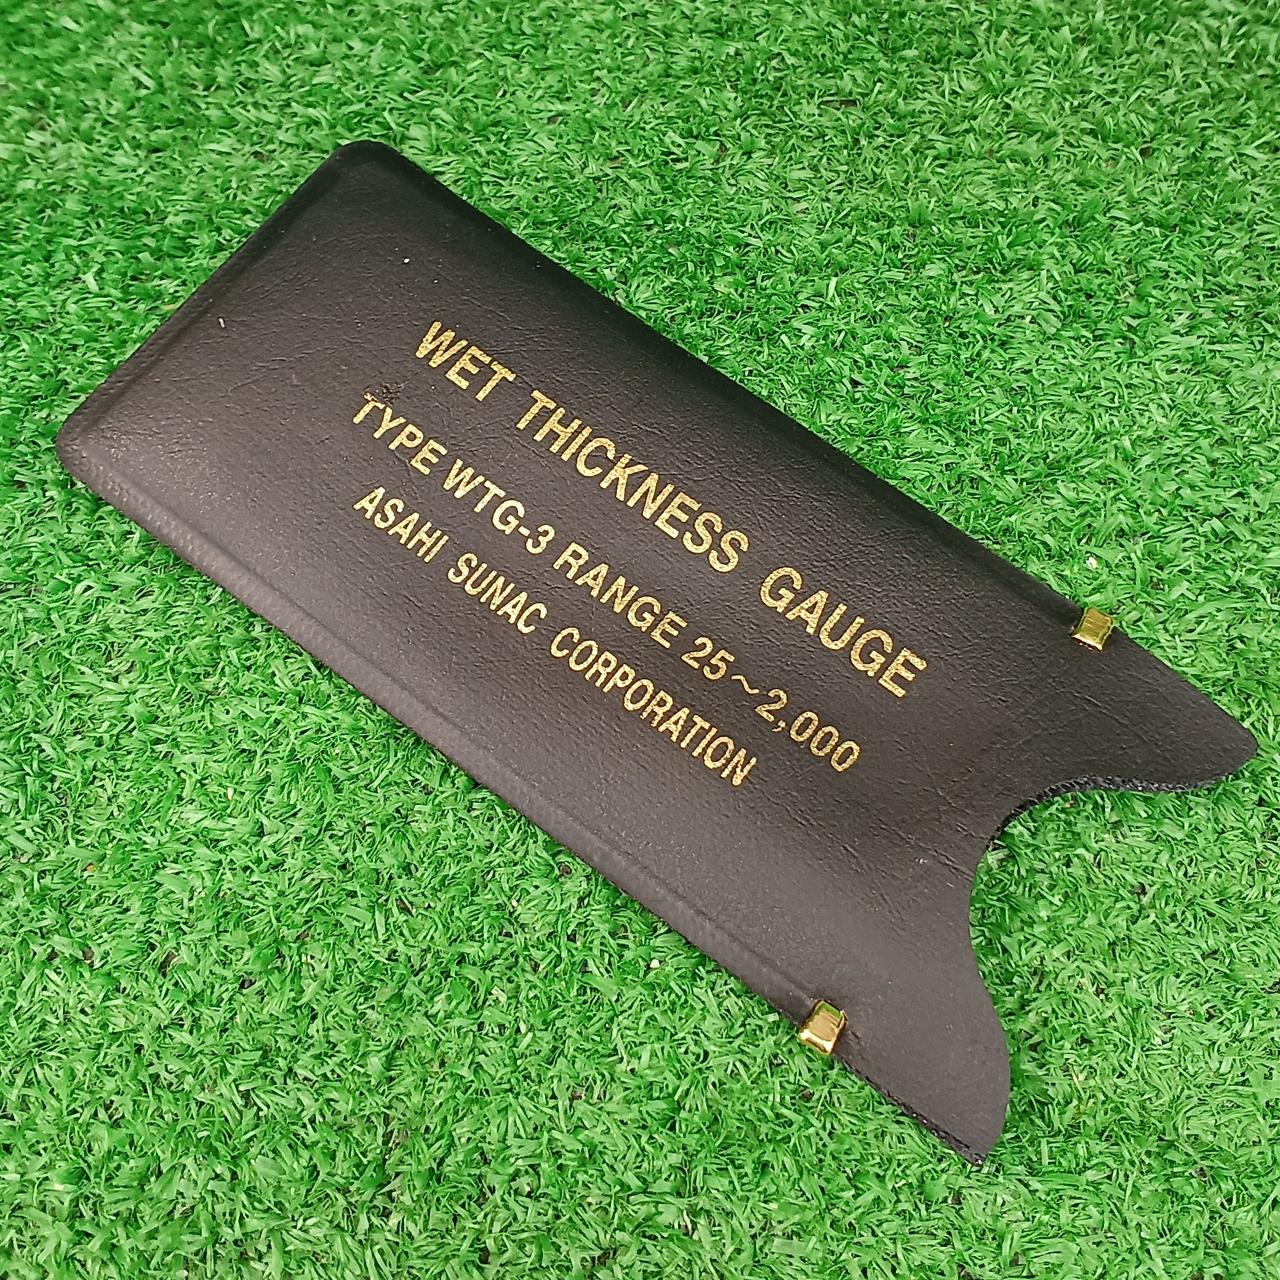 WET THICKNESS GAUGE
TYPE WTG-3 RANGE 25~2,000
ASAHI SUNAC CORPORATION